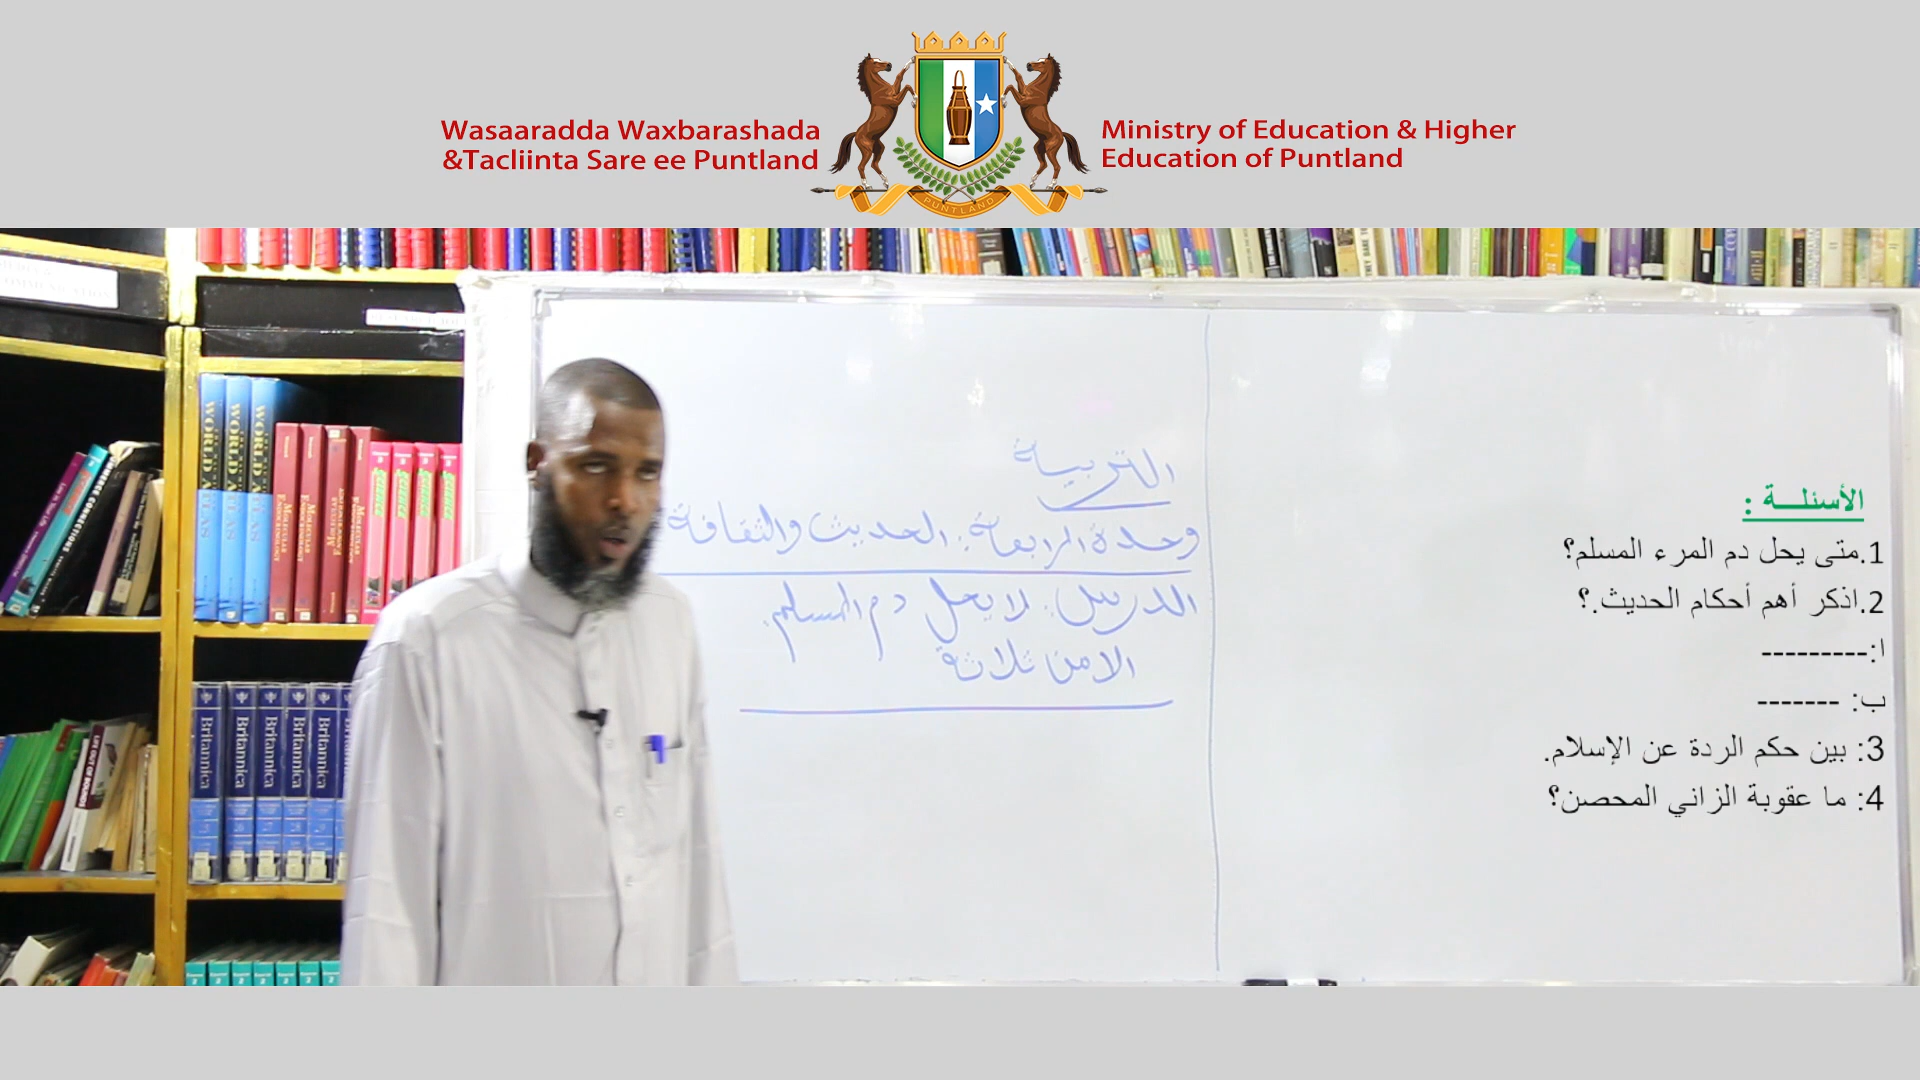 Wasaaradda Waxbarashada
&Tacliinta Sare ee Puntland
Ministry of Education & Higher
Education of Puntland
PUNTLAND
التربية
وحدة الرابعة: الحديث والثقافة
الدرس: لا يحل دم المسلم
الا من ثلاثة
الأسئلـــة :
1.متى يحل دم المرء المسلم؟
2.اذكر أهم أحكام الحديث.؟
ا:---------
ب: -------
3: بين حكم الردة عن الإسلام.
4: ما عقوبة الزاني المحصن؟
WORLD ATLAS
WORLD ATLAS
WORLD ATLAS
Britannica
Britannica
Britannica
Britannica
Britannica